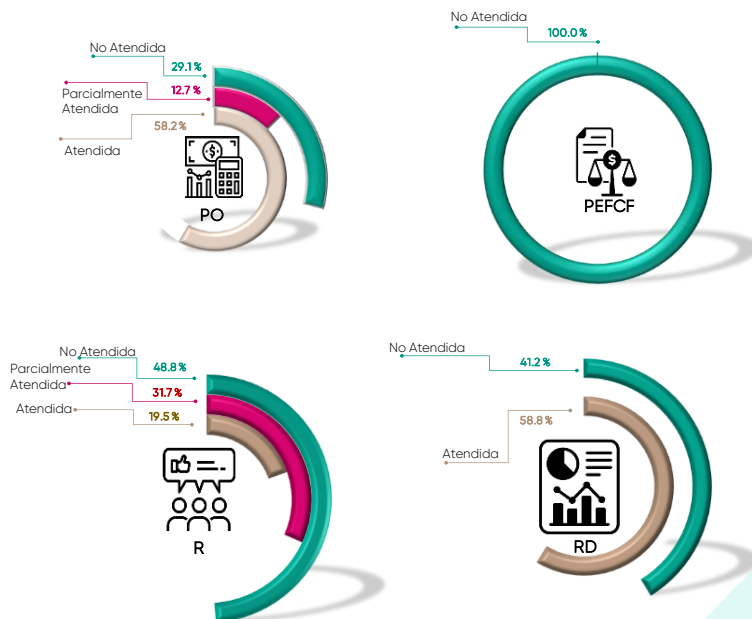 No Atendida
29.1%
Parcialmente
Atendida
12.7%
58.2%
Atendida
PO
No Atendida
100.0%
PEFCF
No Atendida
48.8%
Parcialmente
Atendida
31.7%
Atendida
19.5%
R
No Atendida
41.2%
58.8%
Atendida
RD